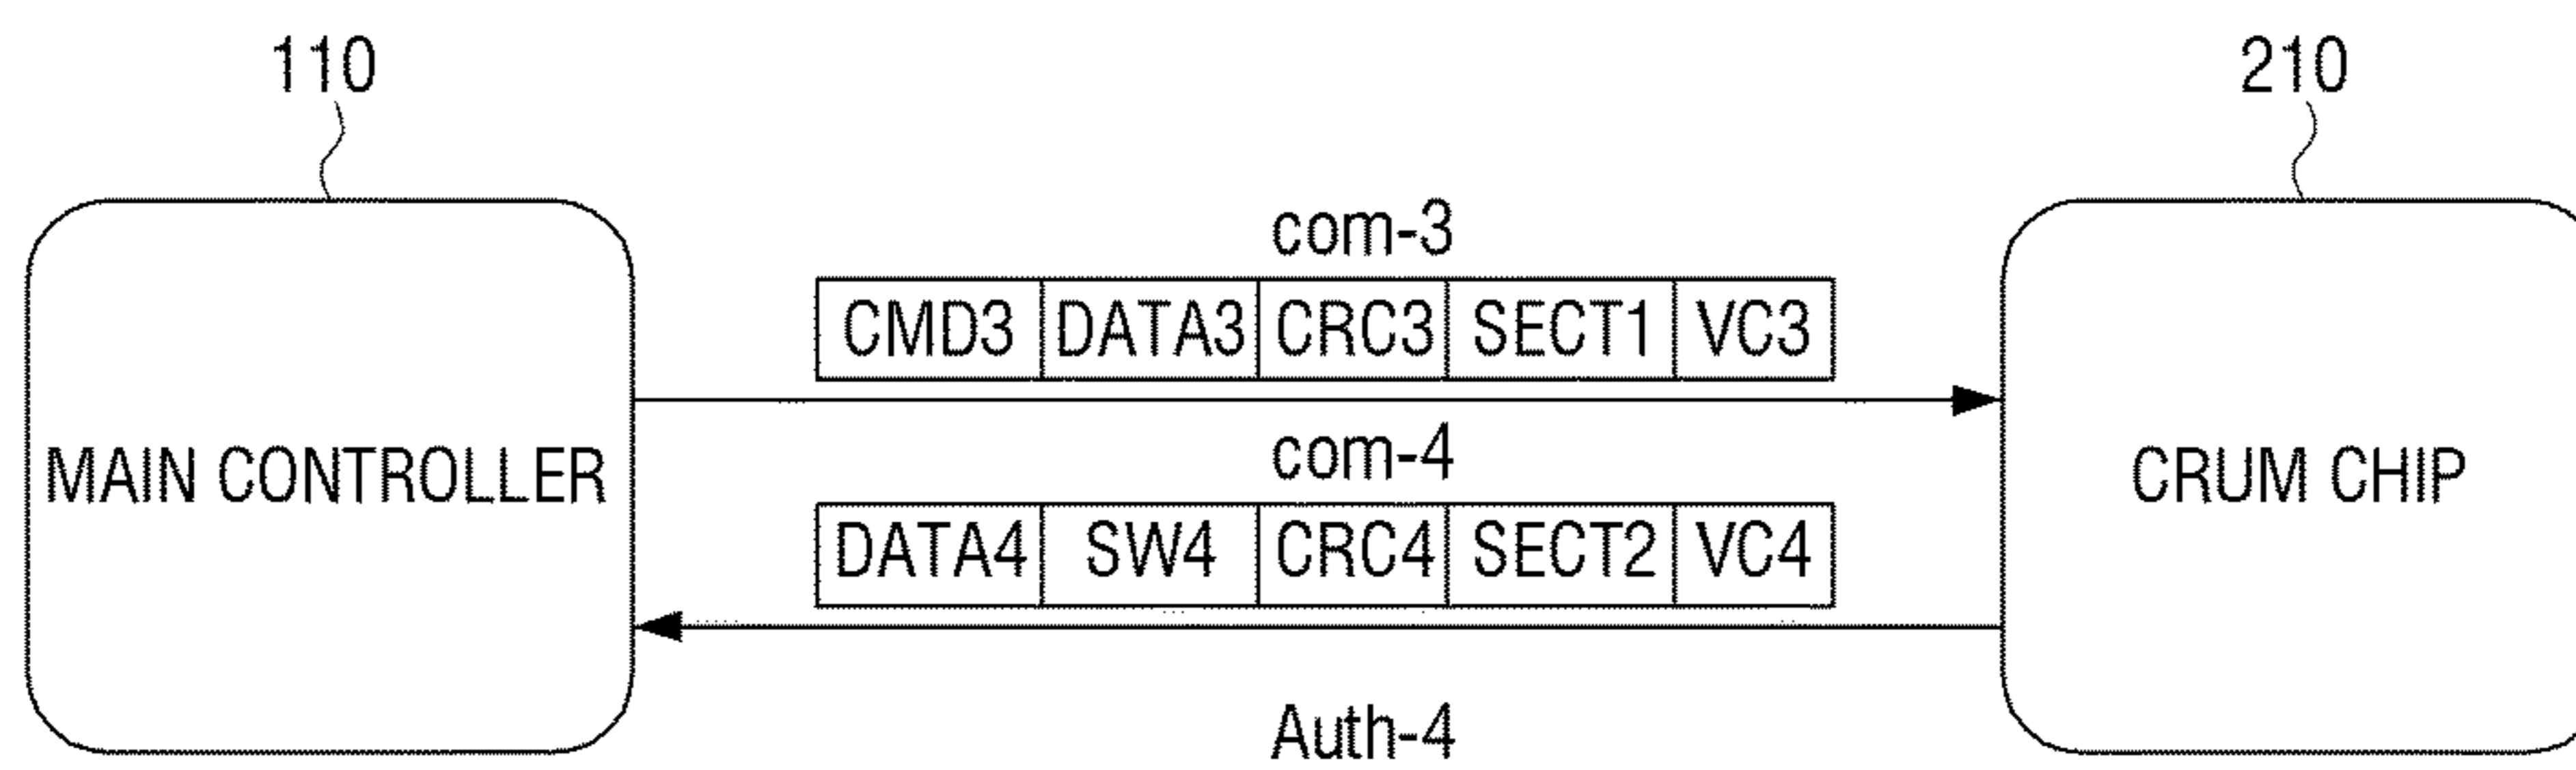 110
210
com-3
CMD3 DATA3 CRC3 SECT1 VC3
MAIN CONTROLLER
com-4
CRUM CHIP
DATA4 SW4 CRC4 SECT2 VC4
Auth-4